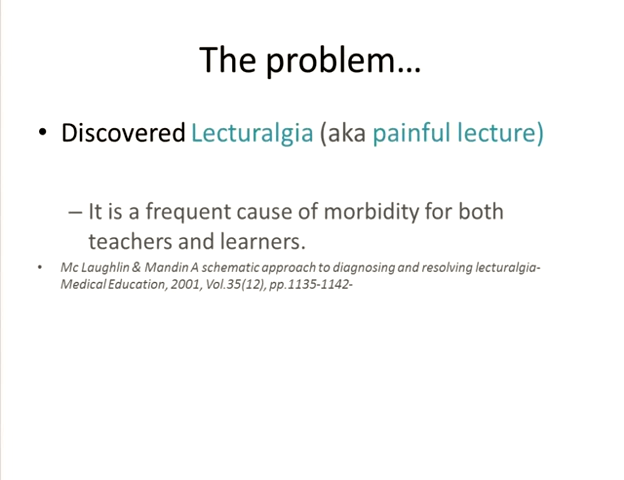 The problem...
• Discovered Lecturalgia (aka painful lecture)
– It is a frequent cause of morbidity for both
teachers and learners.
• Mc Laughlin & Mandin A schematic approach to diagnosing and resolving lecturalgia-
Medical Education, 2001, Vol.35(12), pp.1135-1142-